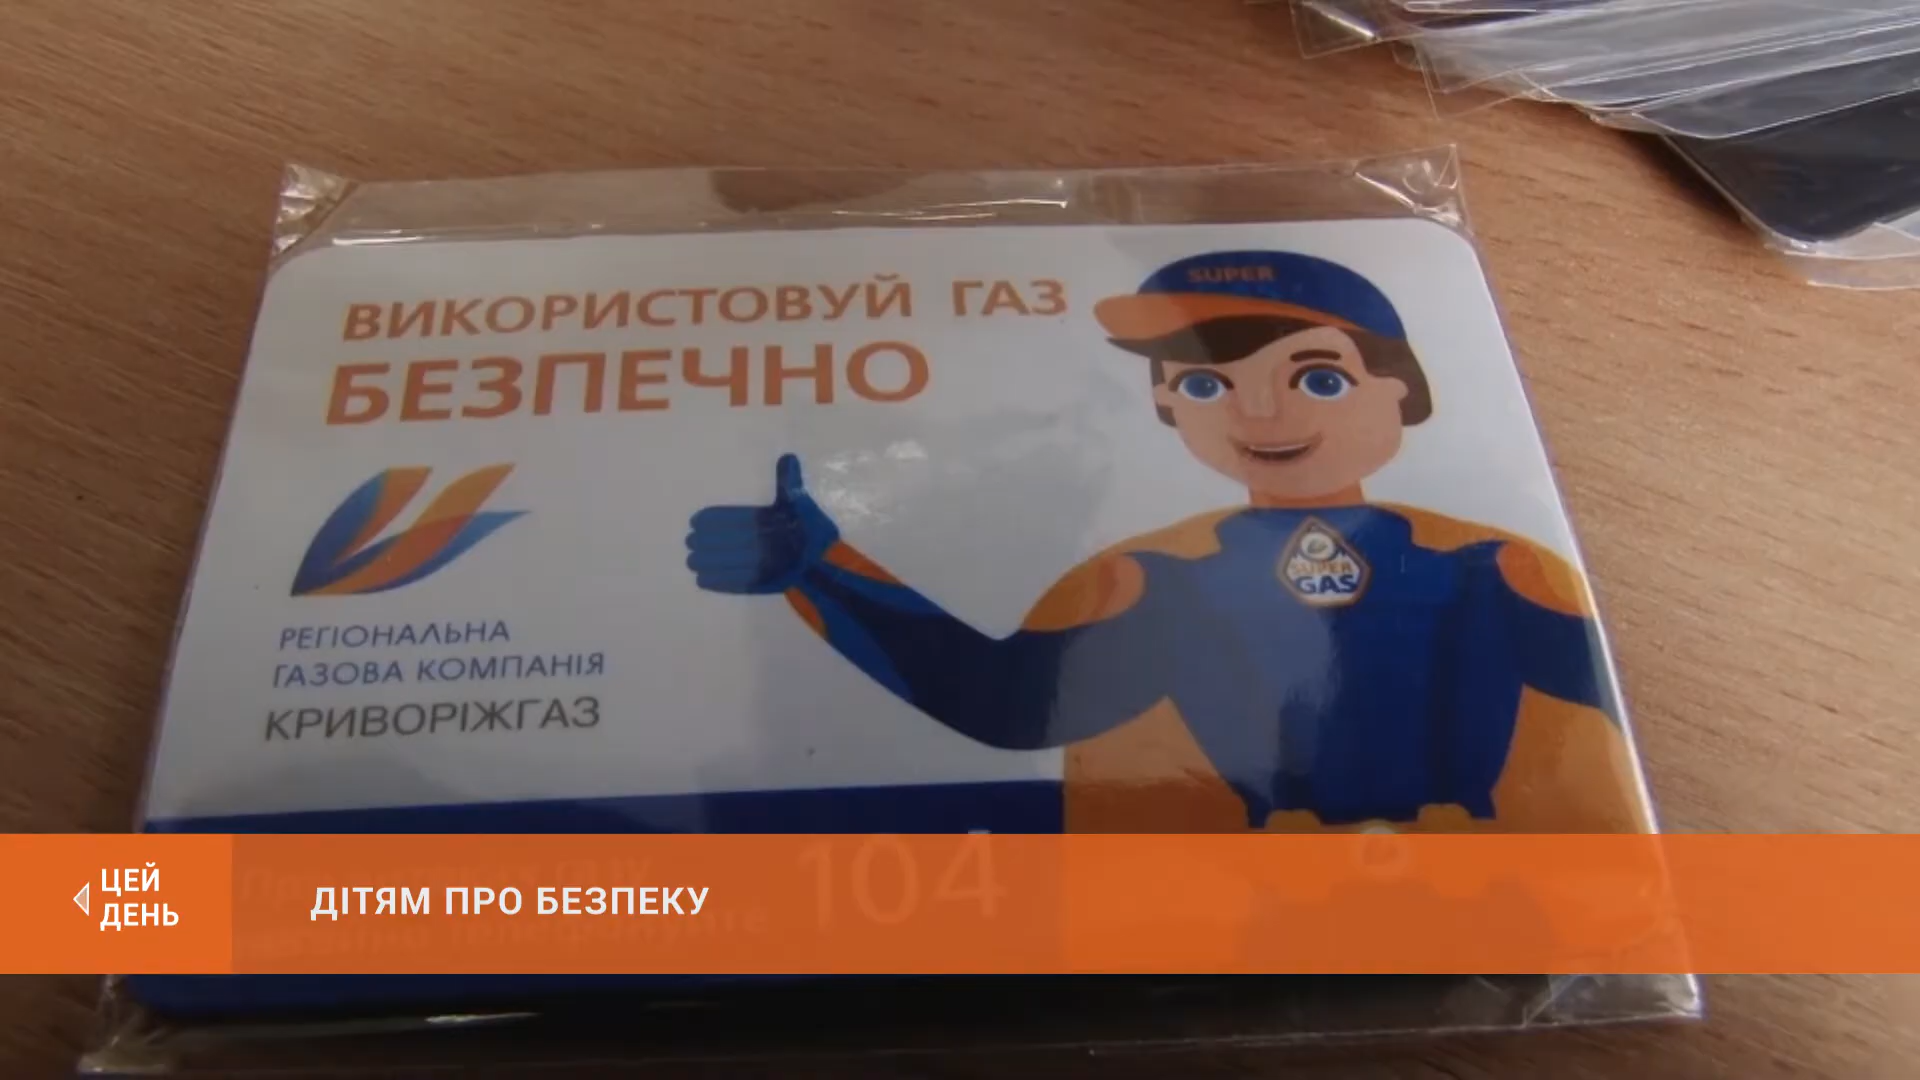 SUPER
ВИКОРИСТОВУЙ ГАЗ
БЕЗПЕЧНО
SUPER
GAS
РЕГІОНАЛЬНА
ГАЗОВА КОМПАНІЯ
КРИВОРІЖГАЗ
104
ЦЕЙ
ДЕНЬ
ДІТЯМ ПРО БЕЗПЕКУ